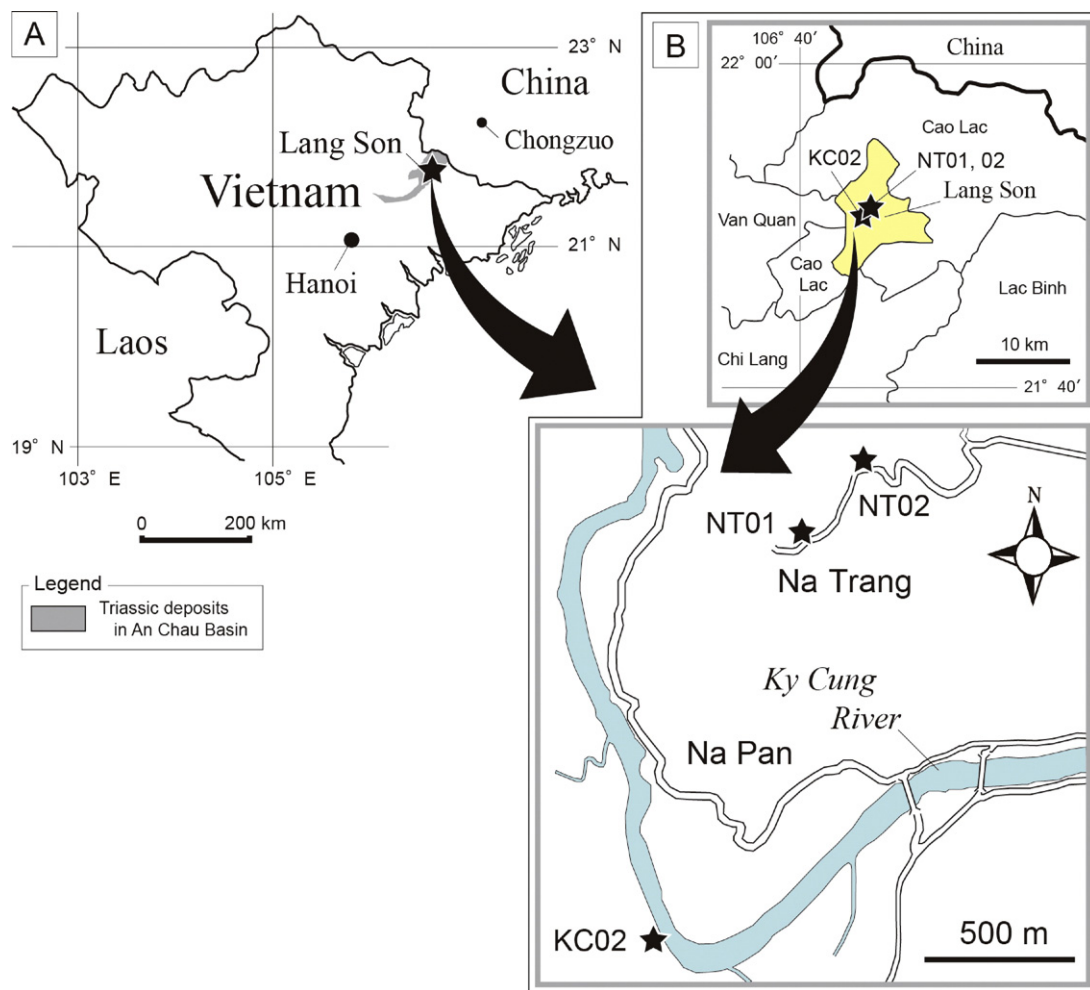 A
23° N
China
Chongzuo
Lang Son
Vietnam
21° N
Hanoi
Laos
19° N
103° E
105° E
0 200 km
Legend
Triassic deposits
in An Chau Basin
B
106° 40′
22° 00′
China
Cao Lac
KC02
NT01, 02
Lang Son
Van Quan
Cao
Lac
Lac Binh
Chi Lang
10 km
21° 40′
NT02
NT01
N
Na Trang
Ky Cung
River
Na Pan
KC02
500 m